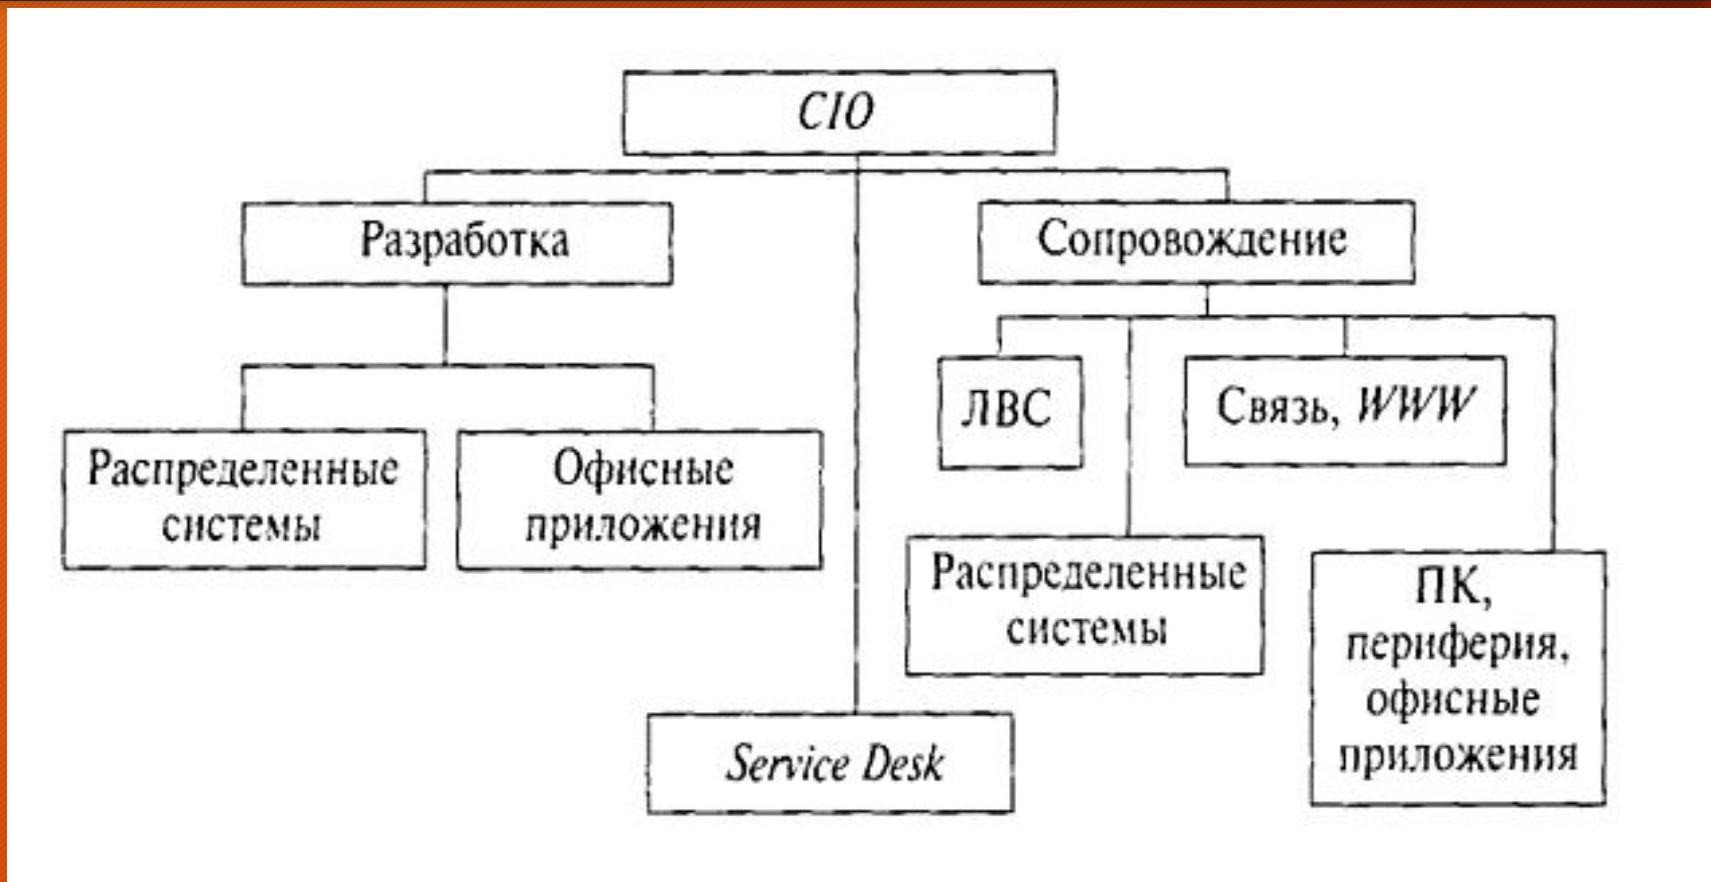 CIO
Разработка
Сопровождение
ЛВС
Связь, WWW
Распределенные
системы
Офисные
приложения
Распределенные
системы
ПК,
периферия,
офисные
приложения
Service Desk